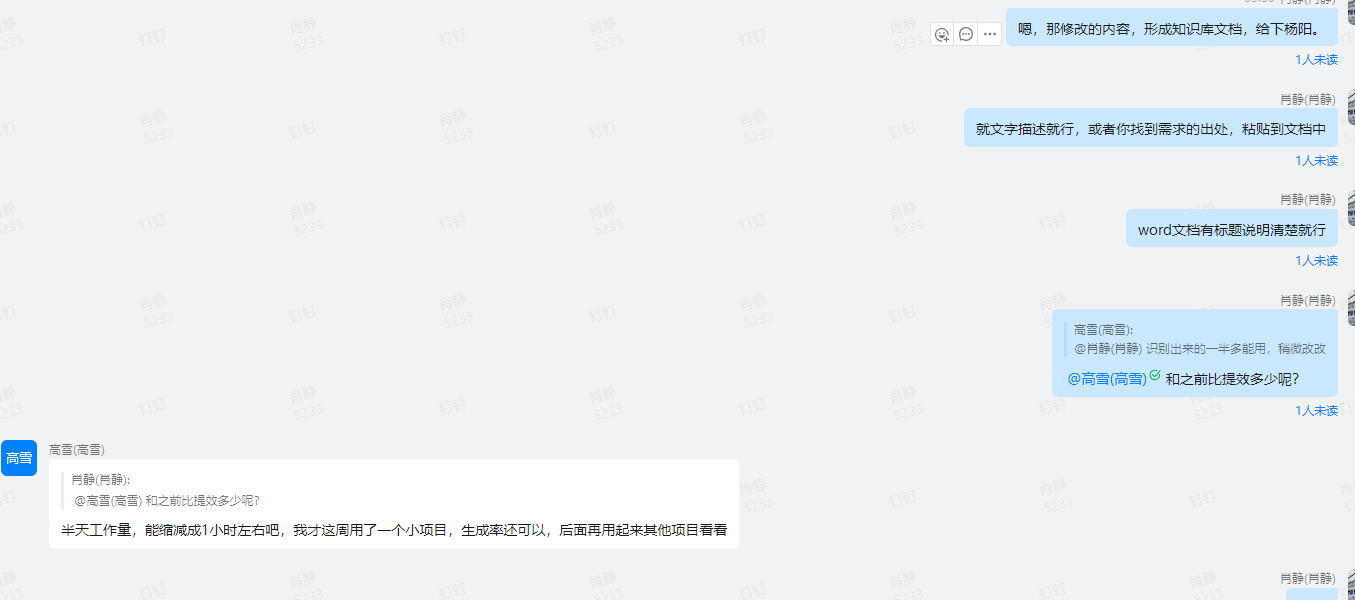 嗯，那修改的内容，形成知识库文档，给下杨阳。
1人未读
肖静(肖静)
就文字描述就行，或者你找到需求的出处，粘贴到文档中
1人未读
肖静(肖静)
word文档有标题说明清楚就行
1人未读
肖静(肖静)
高雪(高雪):
@肖静(肖静) 识别出来的一半多能用，稍微改改
@高雪(高雪) 和之前比提效多少呢？
1人未读
高雪
高雪(高雪)
肖静(肖静):
@高雪(高雪) 和之前比提效多少呢？
半天工作量，能缩减成1小时左右吧，我才这周用了一个小项目，生成率还可以，后面再用起来其他项目看看
肖静(肖静)
肖静 5233
钉钉